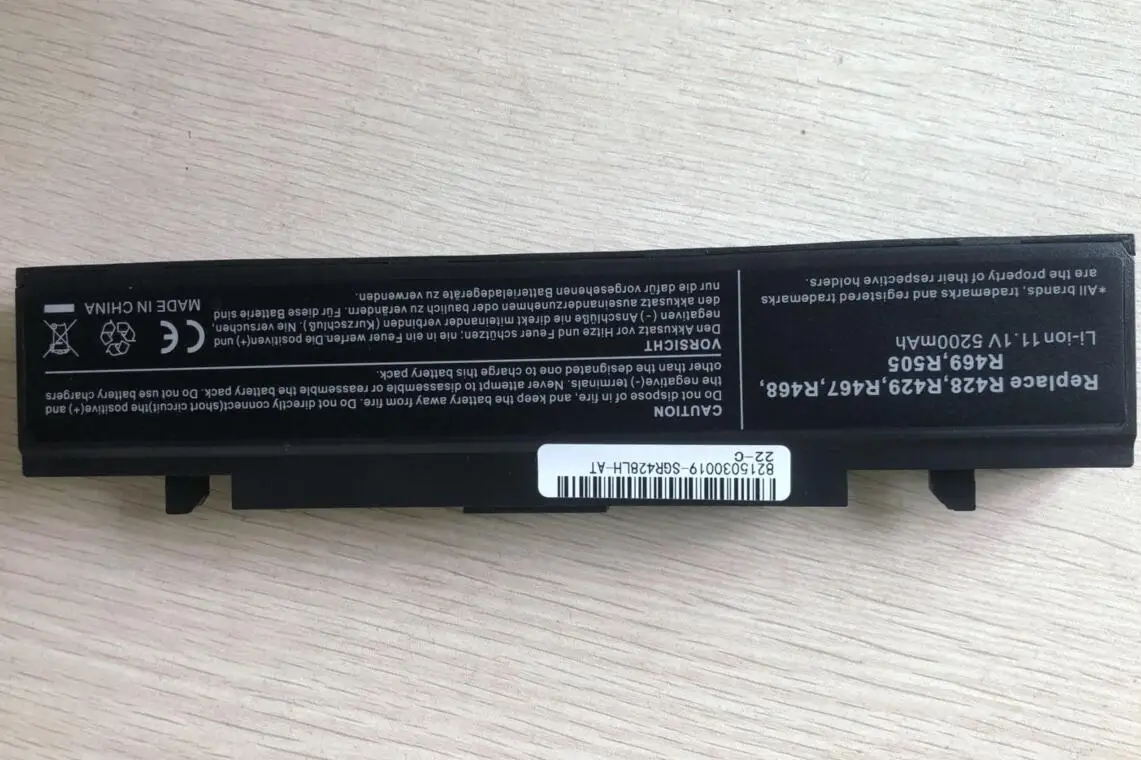 Replace R428,R429,R467,R468,
R469,R505
Li-ion 11.1V 5200mAh
*All brands, trademarks, and registered trademarks
are the property of their respective holders.
CAUTION
Do not dispose of in fire, and keep the battery away from fire. Do not directly connect(short circuit)the positive(+) and
the negative(-) terminals. Never attempt to disassemble or reassemble the battery pack. Do not use battery chargers
other than the designated one to charge this battery pack.
VORSICHT
Den Akkusatz vor Hitze und Feuer schützen; nie in ein Feuer werfen.Die positiven(+) und
negativen (-) Anschlüß nie direkt miteinander verbinden (Kurzschluß). Nie versuchen,
den akkusatz auseinanderzunehmen oder baulich zu verändern. Für diese Batterie sind
nur die dafür vorgesehenen Batterieladegeräte zu verwenden.
CE
MADE IN CHINA
8215030019-SGR428LH-AT
22-C